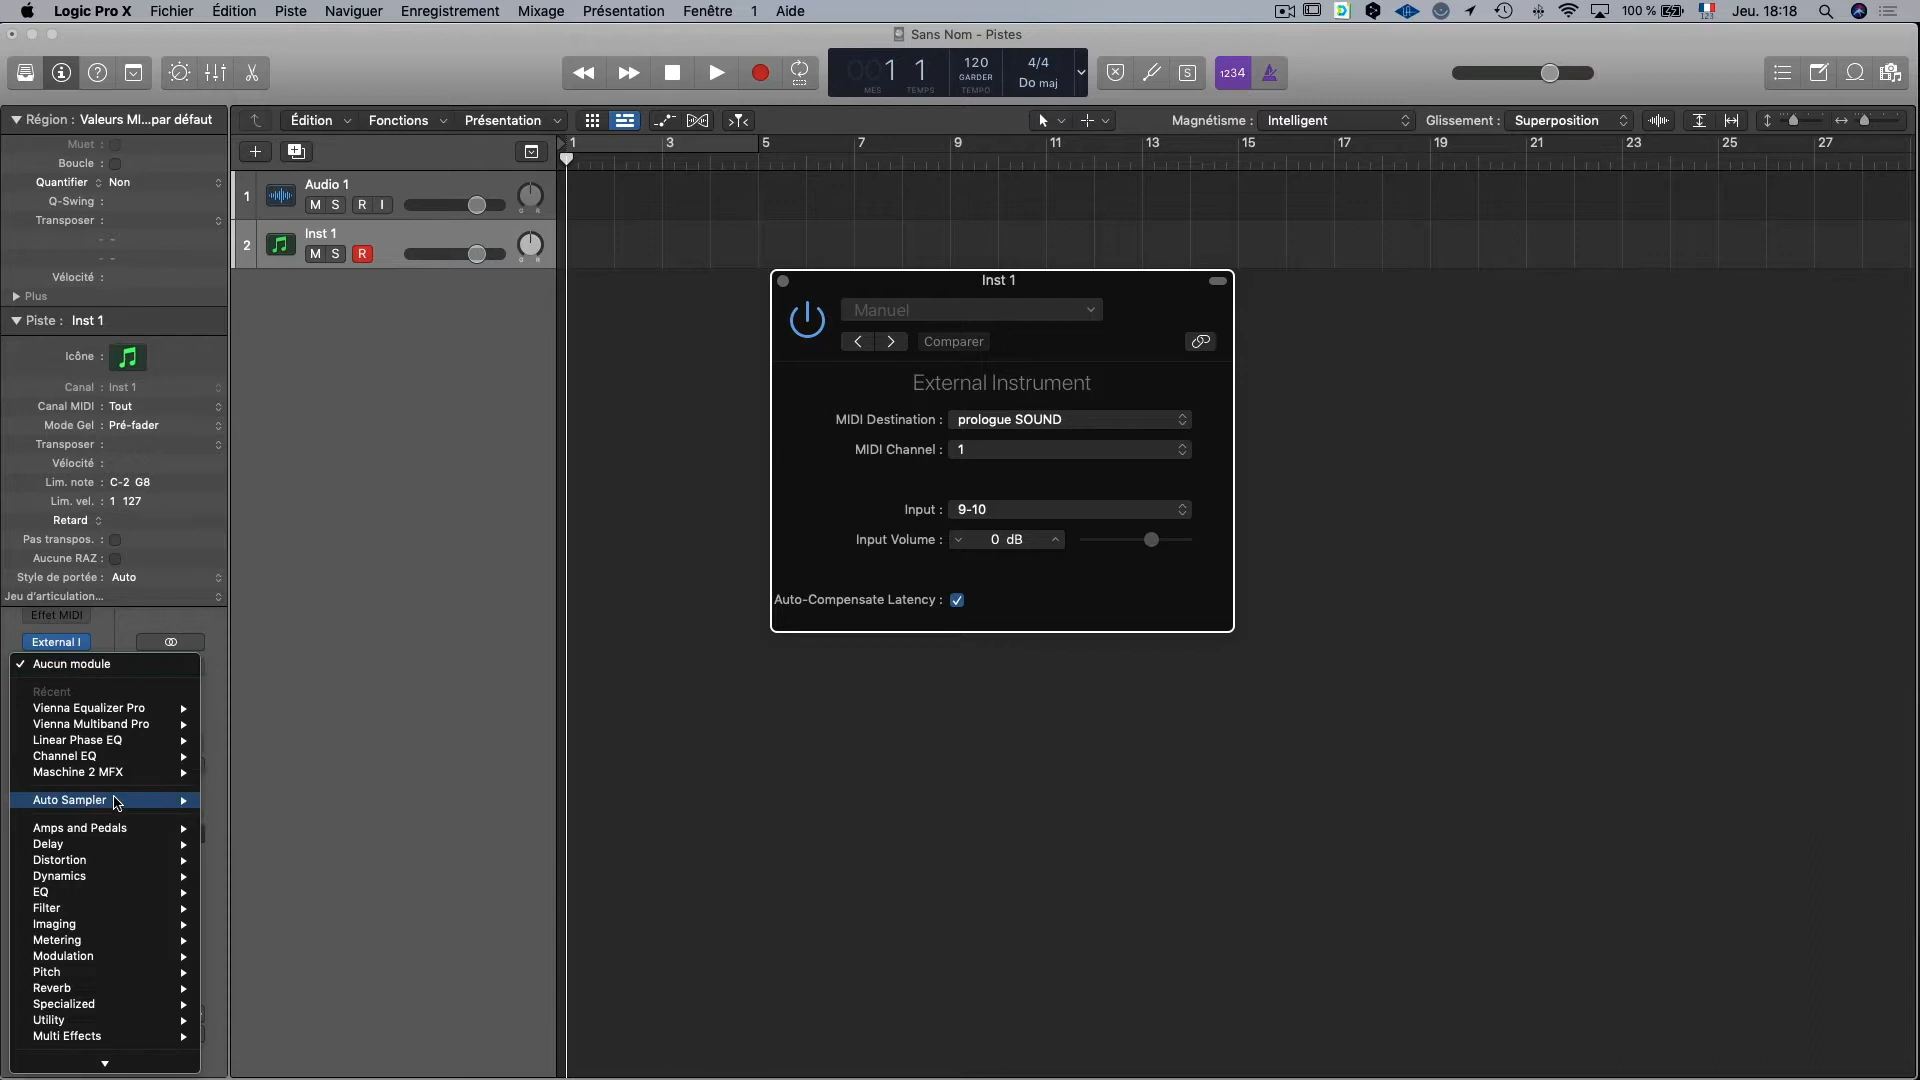 Logic Pro X Fichier Édition Piste Naviguer Enregistrement Mixage Présentation Fenêtre 1 Aide 100 % 123 Jeu. 18:18
Sans Nom - Pistes
1 1 120 GARDER 4/4 Do maj 1234
MES TEMPS TEMPO
S
Région : Valeurs MI...par défaut
Édition Fonctions Présentation Magnétisme : Intelligent Glissement : Superposition
Muet :
Boucle :
Quantifier Non
Q-Swing :
Transposer :
Vélocité :
Plus
Piste : Inst 1
Icône :
Canal : Inst 1
Canal MIDI : Tout
Mode Gel : Pré-fader
Transposer :
Vélocité :
Lim. note : C-2 G8
Lim. vel. : 1 127
Retard
Pas transpos. :
Aucune RAZ :
Style de portée : Auto
Jeu d'articulation...
Effet MIDI
External I
Aucun module
Récent
Vienna Equalizer Pro
Vienna Multiband Pro
Linear Phase EQ
Channel EQ
Maschine 2 MFX
Auto Sampler
Amps and Pedals
Delay
Distortion
Dynamics
EQ
Filter
Imaging
Metering
Modulation
Pitch
Reverb
Specialized
Utility
Multi Effects
1 3 5 7 9 11 13 15 17 19 21 23 25 27
1 Audio 1
M S R I
2 Inst 1
M S R
Inst 1
Manuel
Comparer
External Instrument
MIDI Destination : prologue SOUND
MIDI Channel : 1
Input : 9-10
Input Volume : 0 dB
Auto-Compensate Latency :